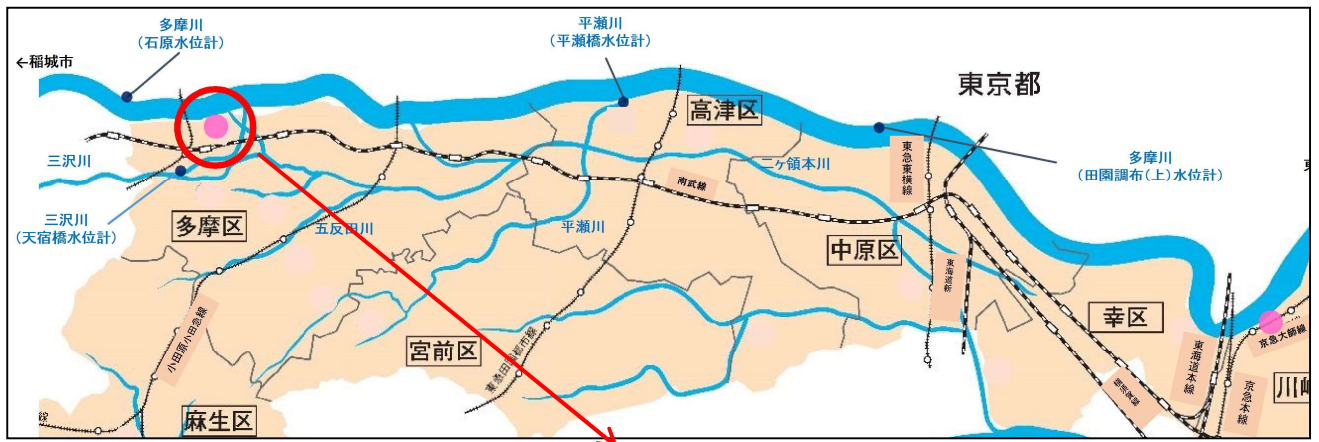 多摩川
(石原水位計)
平瀬川
(平瀬橋水位計)
←稲城市
東京都
高津区
三沢川
二ヶ領本川
東急東横線
多摩川
(田園調布(上)水位計)
南武線
三沢川
(天宿橋水位計)
多摩区
五反田川
平瀬川
中原区
東海道新
幸区
小田原小田急線
宮前区
東急田園都市線
東海道本線
京急大師線
京急本線
川崎
麻生区
線